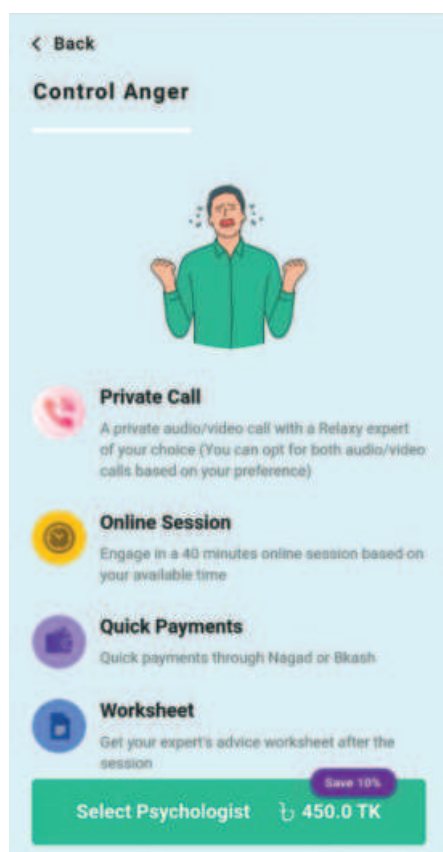 Back
Control Anger
Private Call
A private audio/video call with a Relaxy expert
of your choice (You can opt for both audio/video
calls based on your preference)
Online Session
Engage in a 40 minutes online session based on
your available time
Quick Payments
Quick payments through Nagad or Bkash
Worksheet
Get your expert's advice worksheet after the
session
Save 10%
Select Psychologist ৳ 450.0 TK